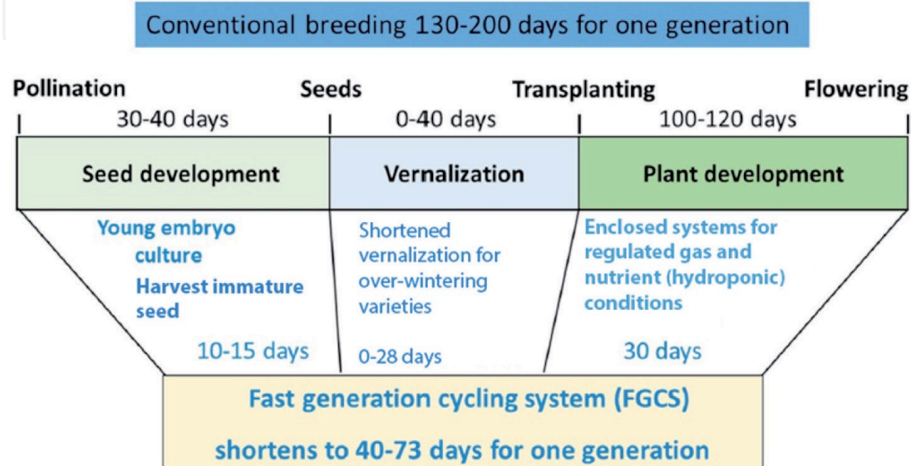 Conventional breeding 130-200 days for one generation
Pollination Seeds Transplanting Flowering
30-40 days 0-40 days 100-120 days
Seed development Vernalization Plant development
Young embryo
culture
Harvest immature
seed
10-15 days
Shortened
vernalization for
over-wintering
varieties
0-28 days
Enclosed systems for
regulated gas and
nutrient (hydroponic)
conditions
30 days
Fast generation cycling system (FGCS)
shortens to 40-73 days for one generation